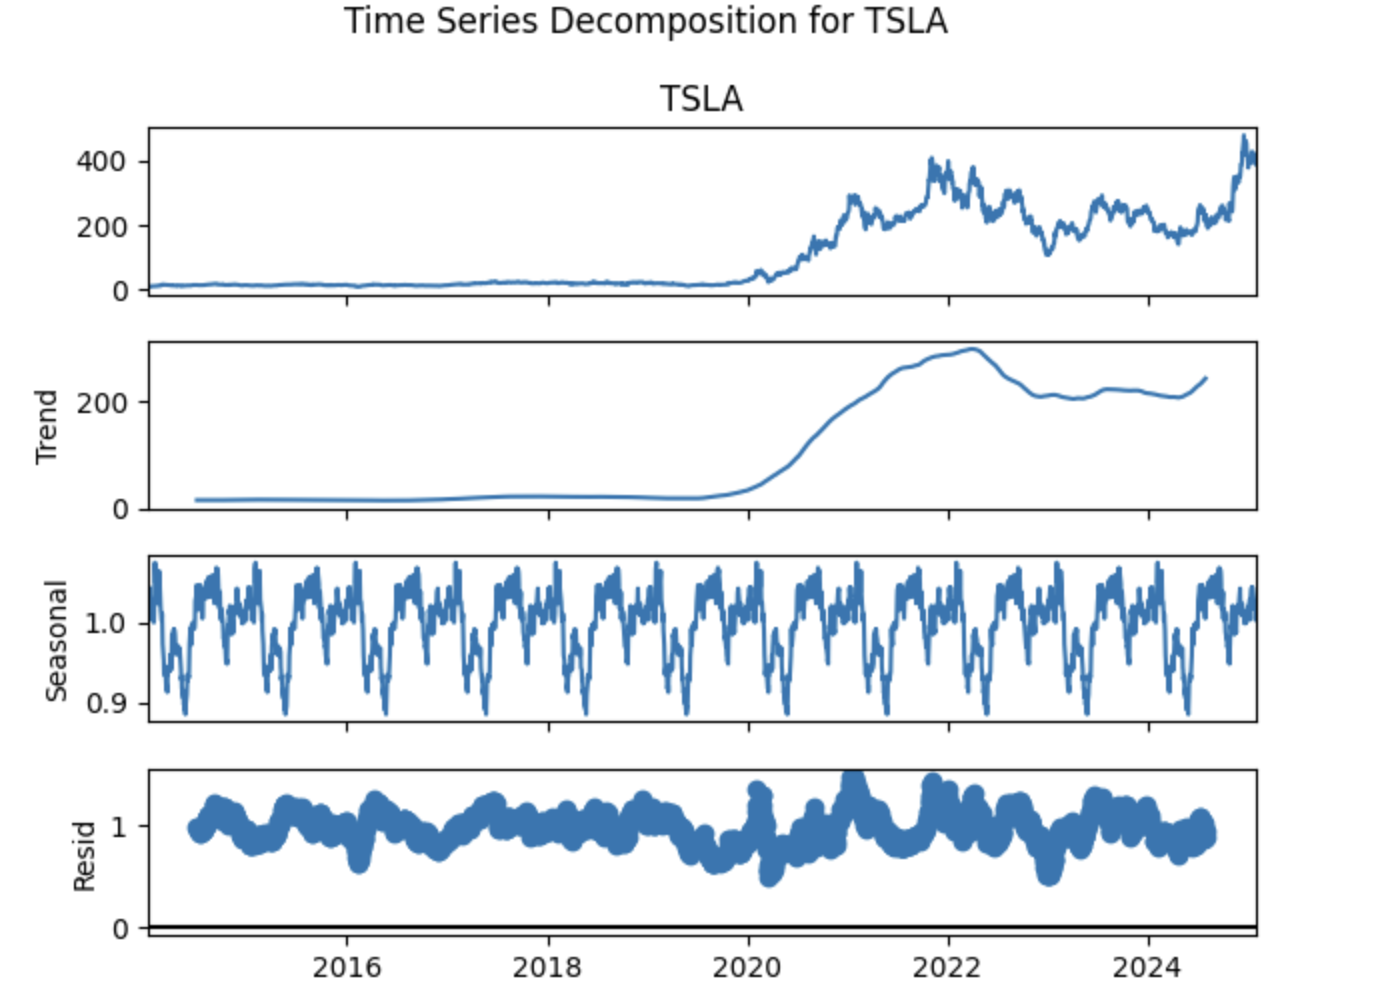 Time Series Decomposition for TSLA
TSLA
400
200
0
Trend
200
0
Seasonal
1.0
0.9
Resid
1
0
2016 2018 2020 2022 2024